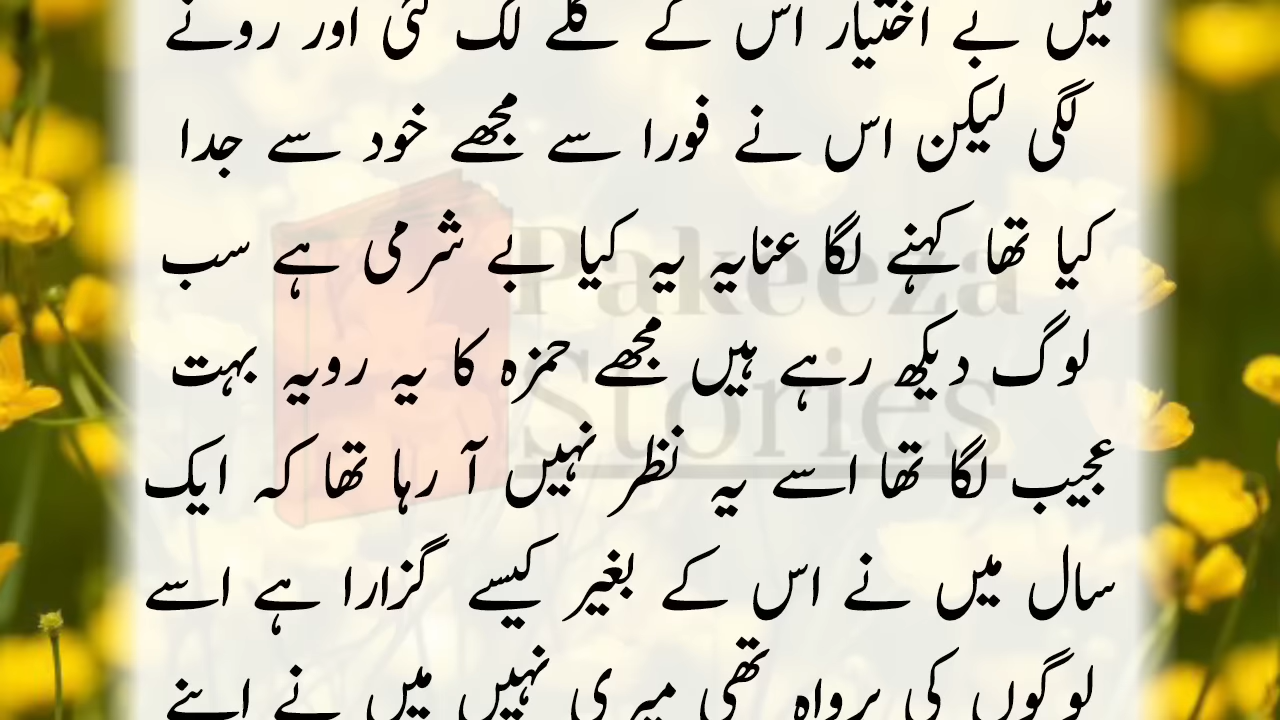 میں بے اختیار اس کے گلے لگ گئی اور رونے
لگی لیکن اس نے فورا سے مجھے خود سے جدا
کیا تھا کہنے لگا عنایہ یہ کیا بے شرمی ہے سب
لوگ دیکھ رہے ہیں مجھے حمزہ کا یہ رویہ بہت
عجیب لگا تھا اسے یہ نظر نہیں آ رہا تھا کہ ایک
سال میں نے اس کے بغیر کیسے گزارا ہے اسے
لوگوں کی پرواہ تھی میری نہیں میں نے اپنے
Pakeeza
Stories